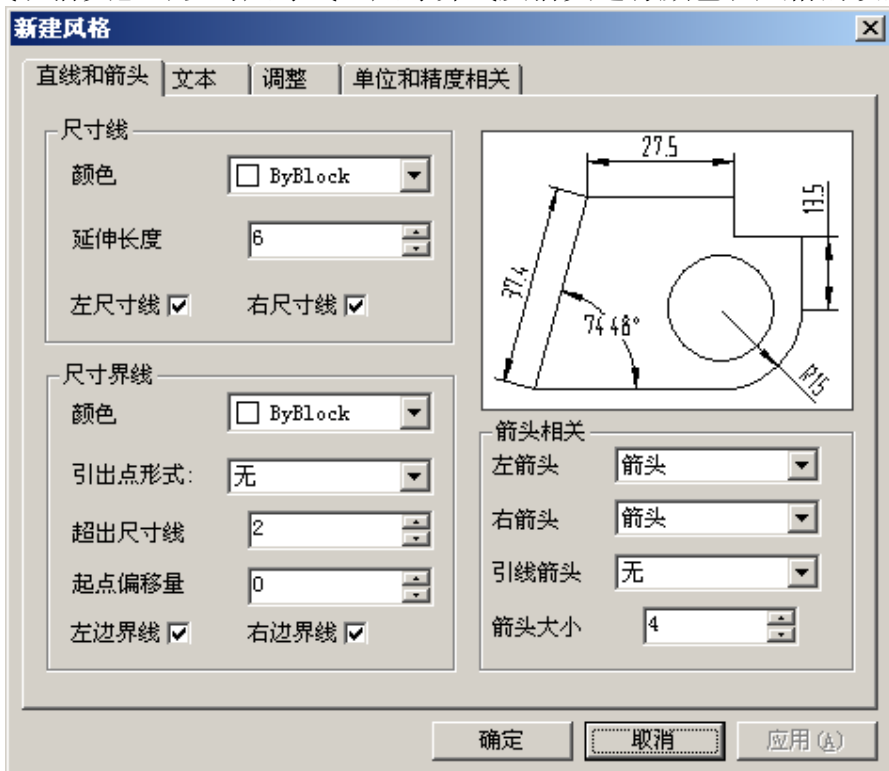 新建风格
直线和箭头 文本 调整 单位和精度相关
尺寸线
颜色 ByBlock
延伸长度 6
左尺寸线 右尺寸线
尺寸界线
颜色 ByBlock
引出点形式: 无
超出尺寸线 2
起点偏移量 0
左边界线 右边界线
27.5
13.5
37.4
74 48°
R15
箭头相关
左箭头 箭头
右箭头 箭头
引线箭头 无
箭头大小 4
确定 取消 应用(A)